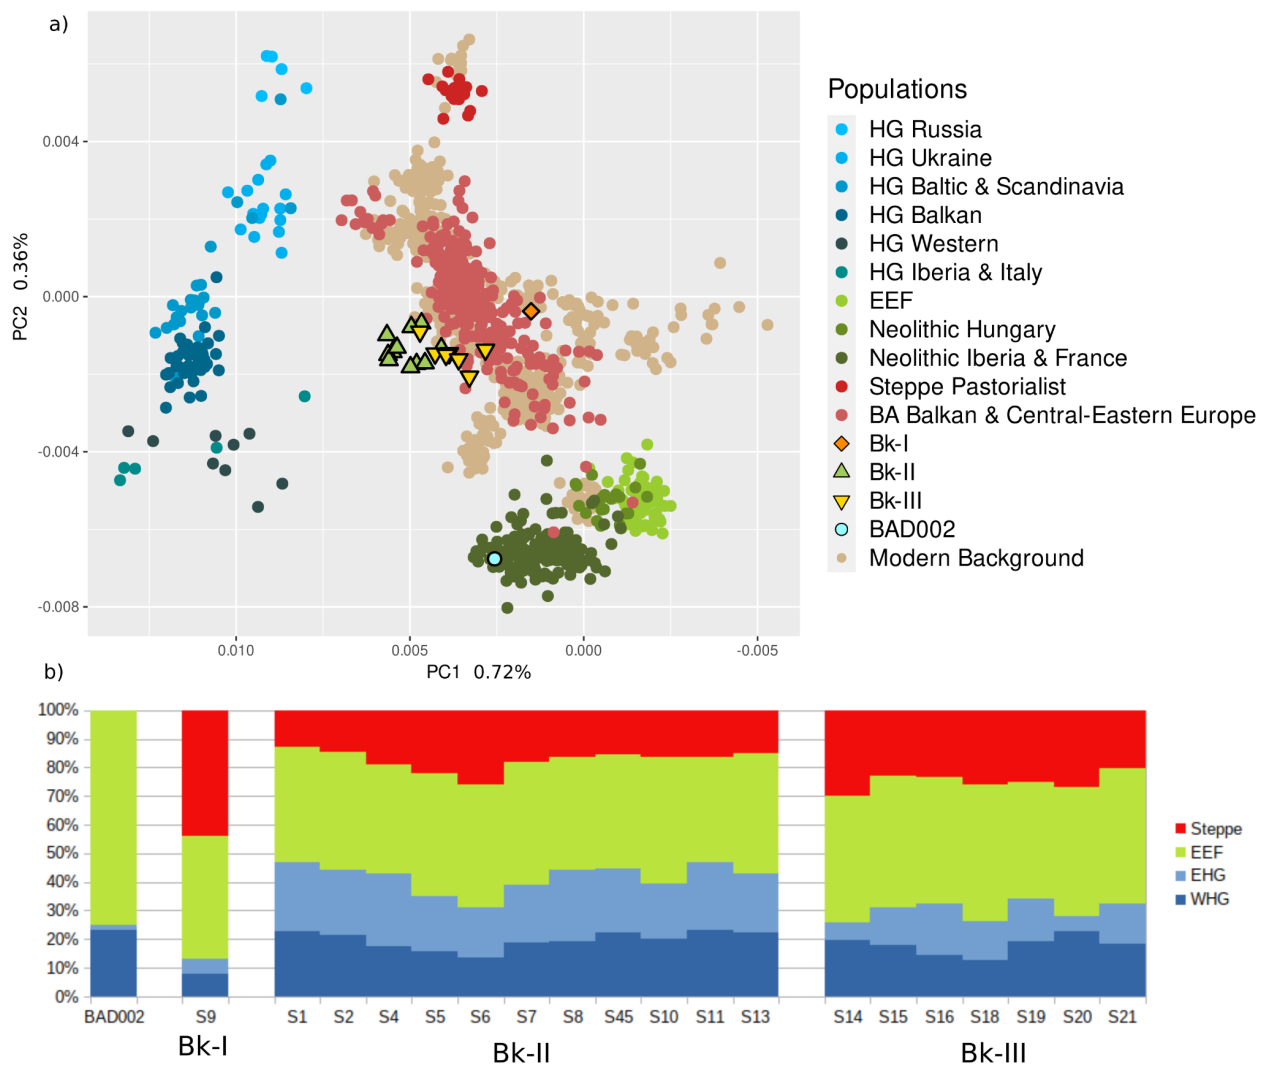 a)
PC2 0.36%
0.004
0.000
-0.004
-0.008
0.010 0.005 0.000 -0.005
PC1 0.72%
Populations
HG Russia
HG Ukraine
HG Baltic & Scandinavia
HG Balkan
HG Western
HG Iberia & Italy
EEF
Neolithic Hungary
Neolithic Iberia & France
Steppe Pastorialist
BA Balkan & Central-Eastern Europe
Bk-I
Bk-II
Bk-III
BAD002
Modern Background
b)
100%
90%
80%
70%
60%
50%
40%
30%
20%
10%
0%
BAD002 S9 S1 S2 S4 S5 S6 S7 S8 S45 S10 S11 S13 S14 S15 S16 S18 S19 S20 S21
Bk-I Bk-II Bk-III
Steppe
EEF
EHG
WHG